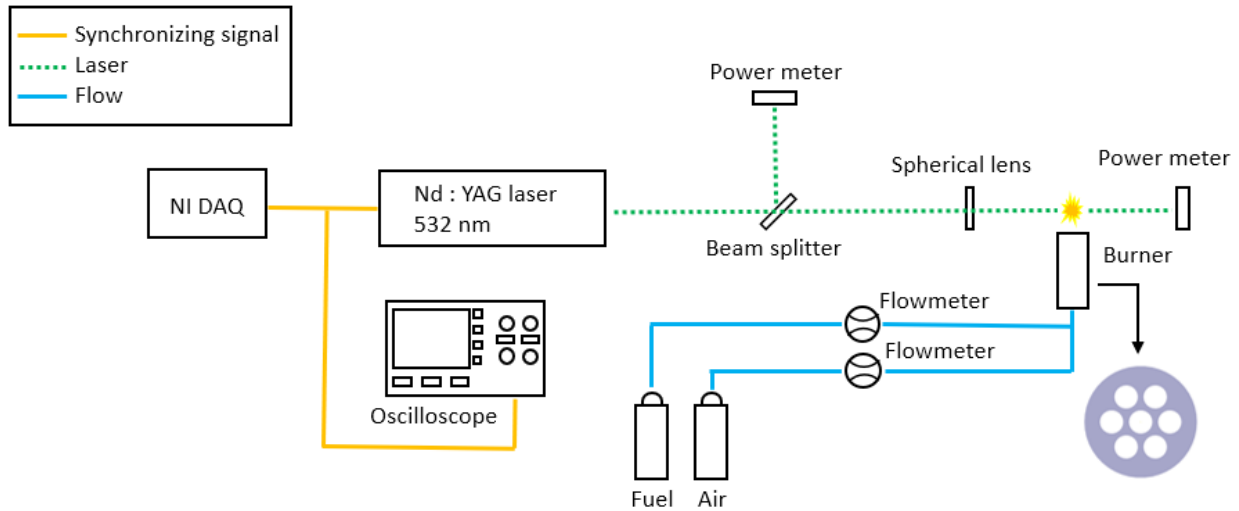 Synchronizing signal
Laser
Flow
Power meter
NI DAQ
Nd : YAG laser
532 nm
Beam splitter
Spherical lens
Power meter
Burner
Flowmeter
Flowmeter
Oscilloscope
Fuel
Air